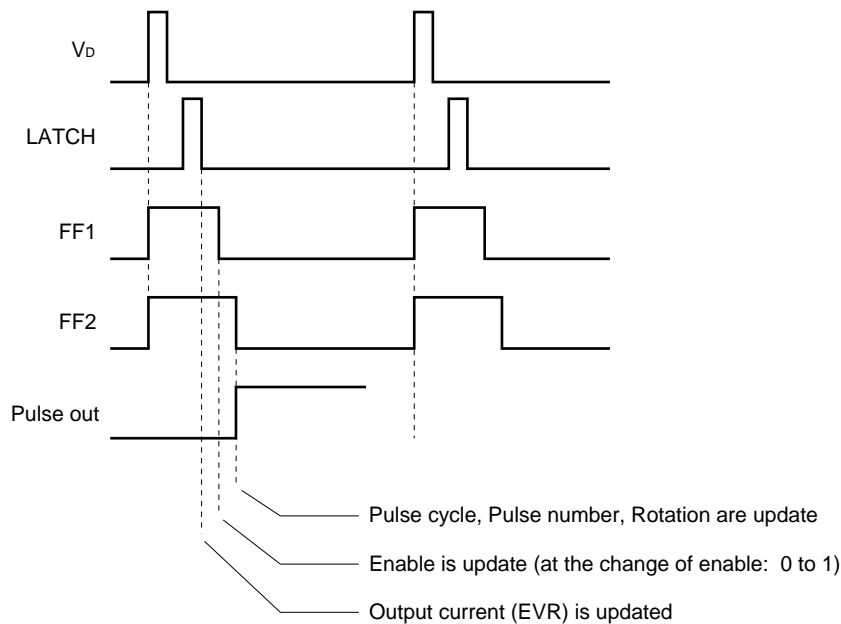 VD
LATCH
FF1
FF2
Pulse out
Pulse cycle, Pulse number, Rotation are update
Enable is update (at the change of enable: 0 to 1)
Output current (EVR) is updated